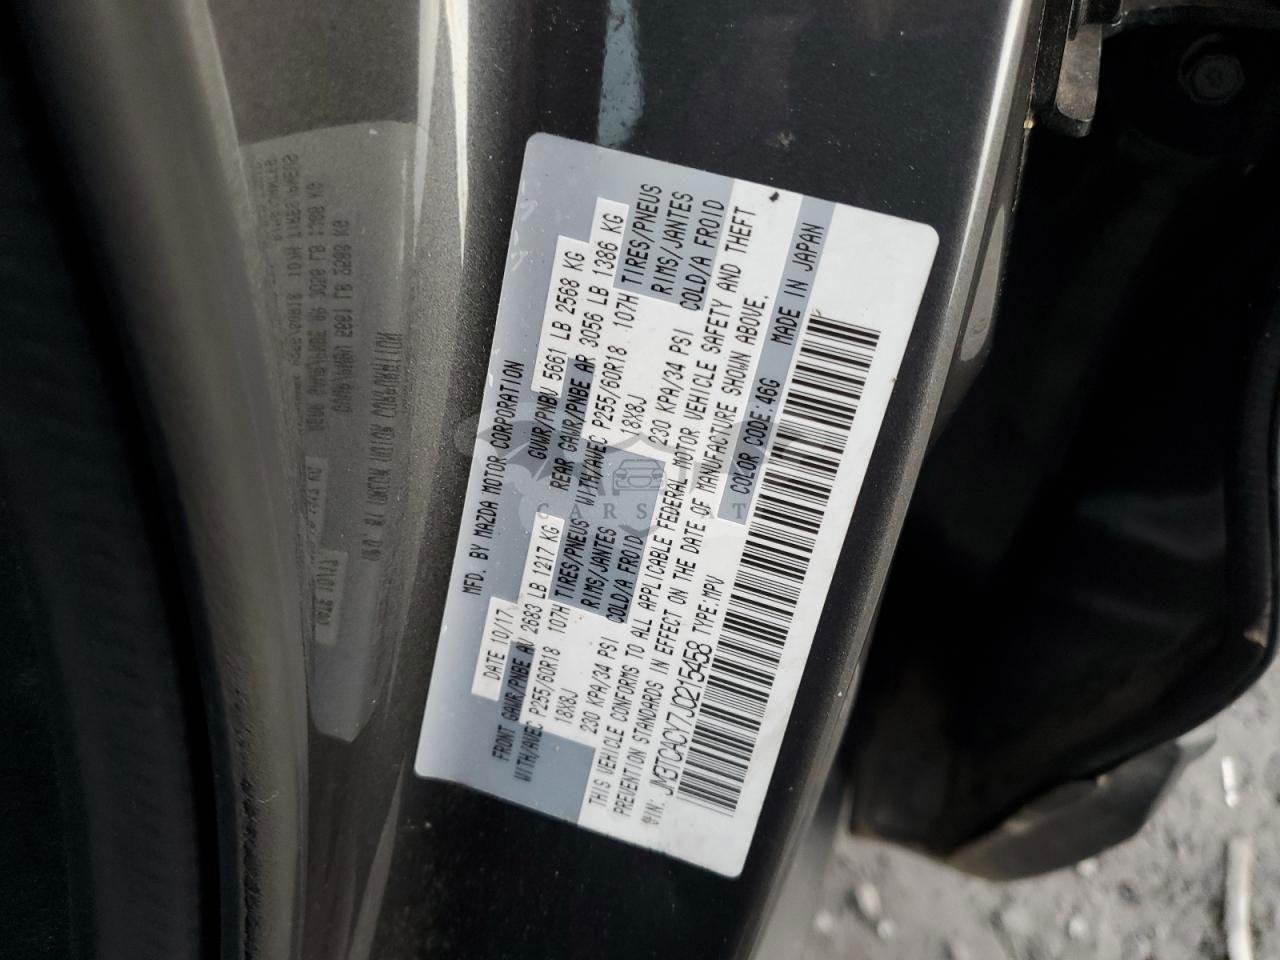 MFD. BY MAZDA MOTOR CORPORATION
DATE 10/17 GVWR/PNBV 5661 LB 2568 KG
FRONT GAWR/PNBE AV 2683 LB 1217 KG REAR GAWR/PNBE AR 3056 LB 1386 KG
WITH/AVEC P255/60R18 107H TIRES/PNEUS WITH/AVEC P255/60R18 107H TIRES/PNEUS
18X8J RIMS/JANTES 18X8J RIMS/JANTES
230 KPA/34 PSI COLD/A FROID 230 KPA/34 PSI COLD/A FROID
THIS VEHICLE CONFORMS TO ALL APPLICABLE FEDERAL MOTOR VEHICLE SAFETY AND THEFT
PREVENTION STANDARDS IN EFFECT ON THE DATE OF MANUFACTURE SHOWN ABOVE.
VIN: JM3TCACY7J0215458 TYPE:MPV COLOR CODE:46G MADE IN JAPAN